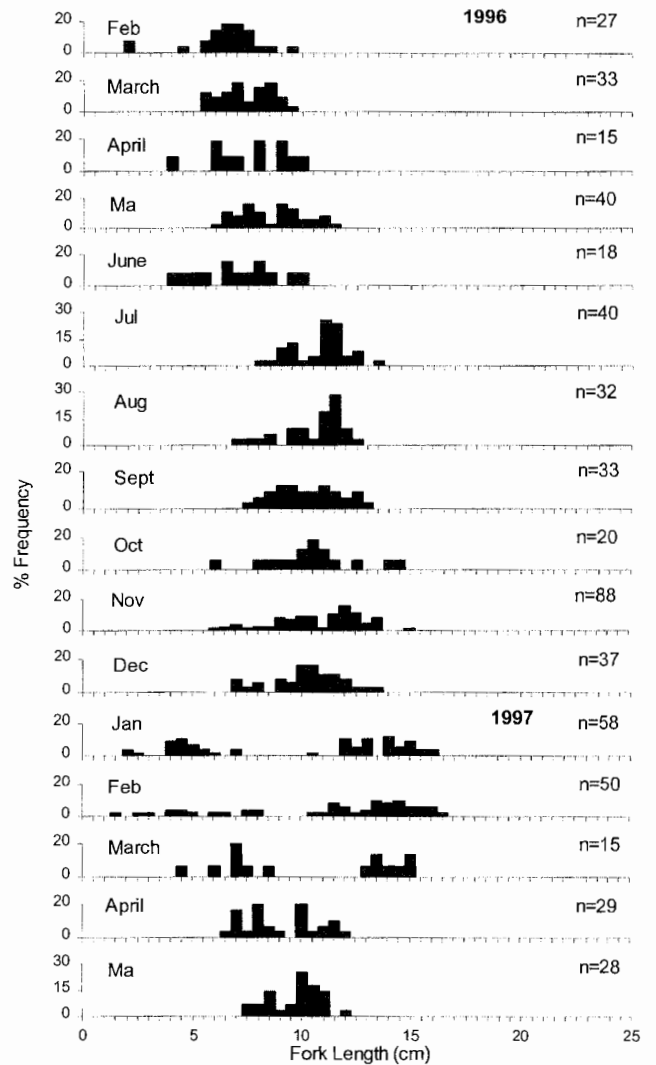 1996
20
0
Feb
n=27
20
0
March
n=33
20
0
April
n=15
20
0
Ma
n=40
20
0
June
n=18
30
15
0
Jul
n=40
30
15
0
Aug
n=32
20
0
Sept
n=33
20
0
Oct
n=20
20
0
Nov
n=88
20
0
Dec
n=37
1997
20
0
Jan
n=58
20
0
Feb
n=50
20
0
March
n=15
20
0
April
n=29
30
15
0
Ma
n=28
% Frequency
0 5 10 15 20 25
Fork Length (cm)